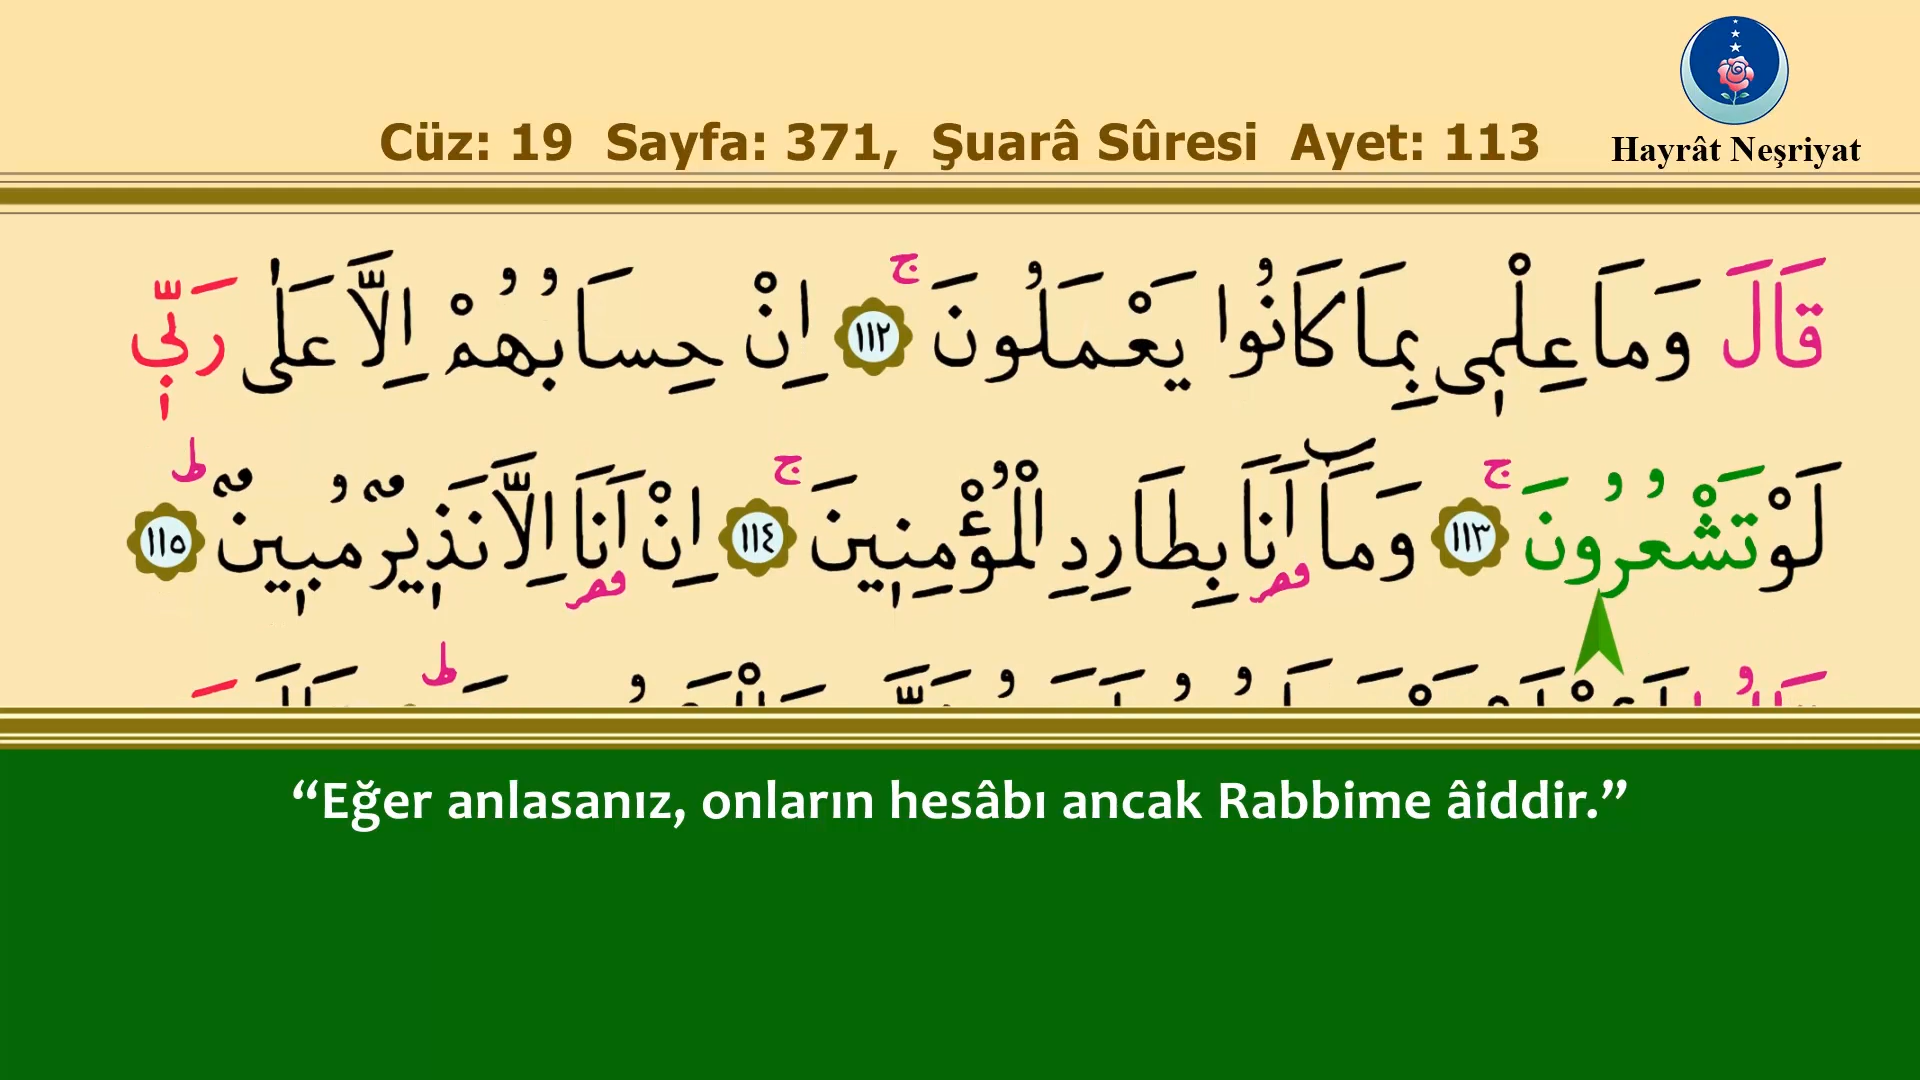 Cüz: 19 Sayfa: 371, Şuarâ Sûresi Ayet: 113
Hayrât Neşriyat
قَالَ وَمَا عِلْمٖى بِمَا كَانُوا يَعْمَلُونَ ۚ ﴿١١٢﴾ اِنْ حِسَابُهُمْ اِلَّا عَلٰى رَبّٖى
لَوْ تَشْعُرُونَ ۚ ﴿١١٣﴾ وَمَٓا اَنَا۬ بِطَارِدِ الْمُؤْمِنٖينَ ۚ ﴿١١٤﴾ اِنْ اَنَا۬ اِلَّا نَذٖيرٌ مُبٖينٌ ۜ ﴿١١٥﴾
“Eğer anlasanız, onların hesâbı ancak Rabbime âiddir.”